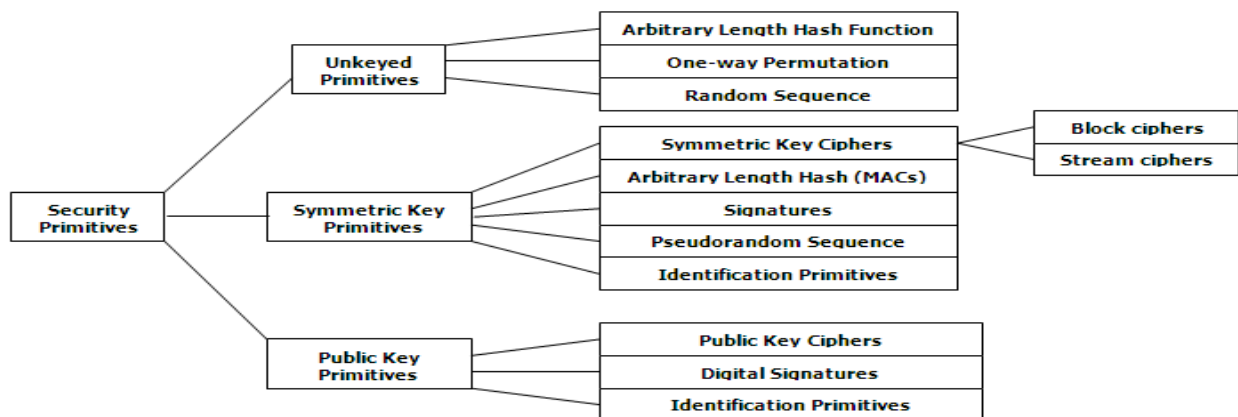 Arbitrary Length Hash Function
Unkeyed
Primitives
One-way Permutation
Random Sequence
Block ciphers
Symmetric Key Ciphers
Stream ciphers
Arbitrary Length Hash (MACs)
Security
Primitives
Symmetric Key
Primitives
Signatures
Pseudorandom Sequence
Identification Primitives
Public Key Ciphers
Public Key
Primitives
Digital Signatures
Identification Primitives